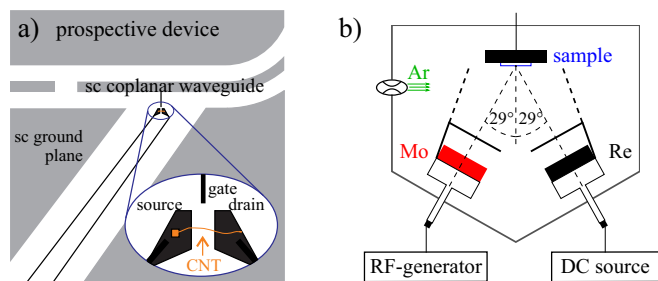 a)
prospective device
sc coplanar waveguide
sc ground
plane
gate
source
drain
CNT
b)
sample
Ar
29° 29°
Mo
Re
RF-generator
DC source